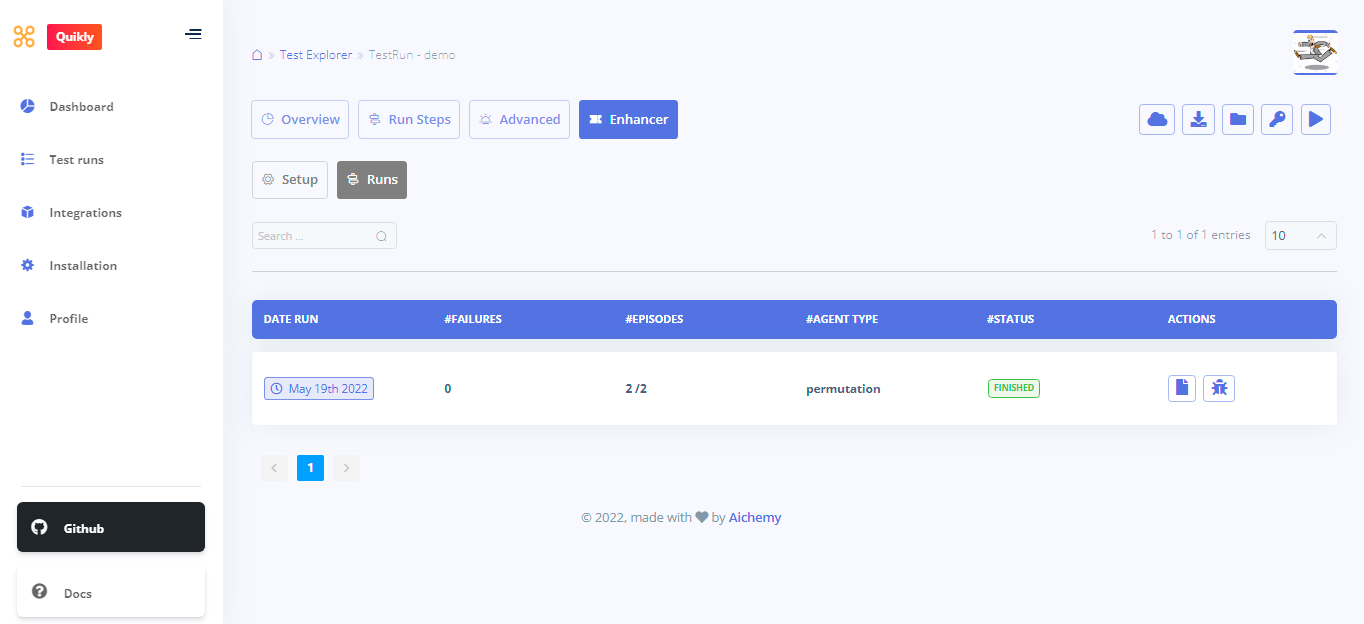 Quikly
Test Explorer » TestRun - demo
Dashboard
Test runs
Integrations
Installation
Profile
Github
Docs
Overview Run Steps Advanced Enhancer
Setup Runs
Search ... 1 to 1 of 1 entries 10
DATE RUN #FAILURES #EPISODES #AGENT TYPE #STATUS ACTIONS
May 19th 2022 0 2 /2 permutation FINISHED
1
© 2022, made with by Aichemy